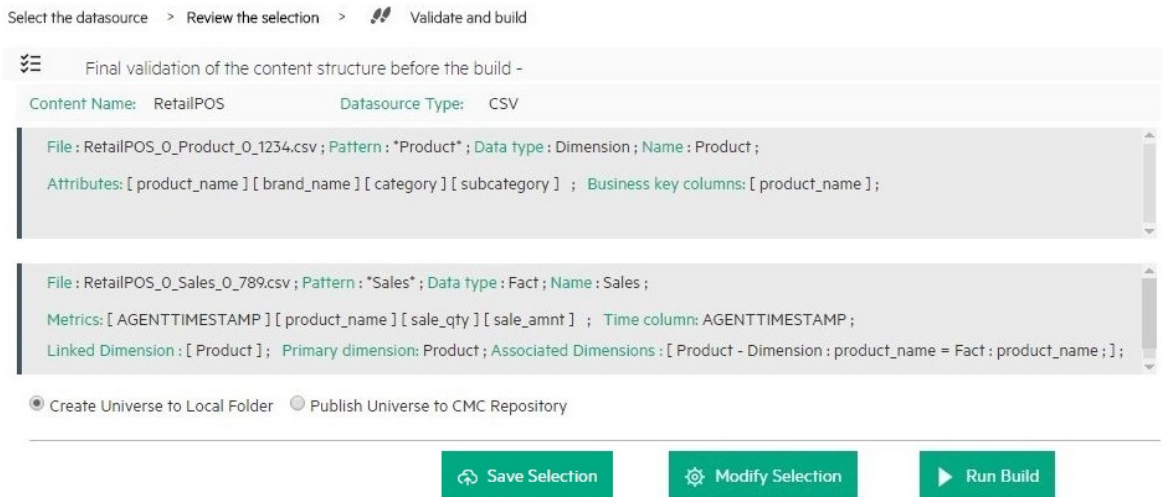 Select the datasource > Review the selection > Validate and build
Final validation of the content structure before the build -
Content Name: RetailPOS Datasource Type: CSV
File : RetailPOS_0_Product_0_1234.csv ; Pattern : *Product* ; Data type : Dimension ; Name : Product ;
Attributes: [ product_name ] [ brand_name ] [ category ] [ subcategory ] ; Business key columns: [ product_name ] ;
File : RetailPOS_0_Sales_0_789.csv ; Pattern : *Sales* ; Data type : Fact ; Name : Sales ;
Metrics: [ AGENTTIMESTAMP ] [ product_name ] [ sale_qty ] [ sale_amnt ] ; Time column: AGENTTIMESTAMP ;
Linked Dimension : [ Product ] ; Primary dimension: Product ; Associated Dimensions : [ Product - Dimension : product_name = Fact : product_name ; ] ;
Create Universe to Local Folder Publish Universe to CMC Repository
Save Selection Modify Selection Run Build